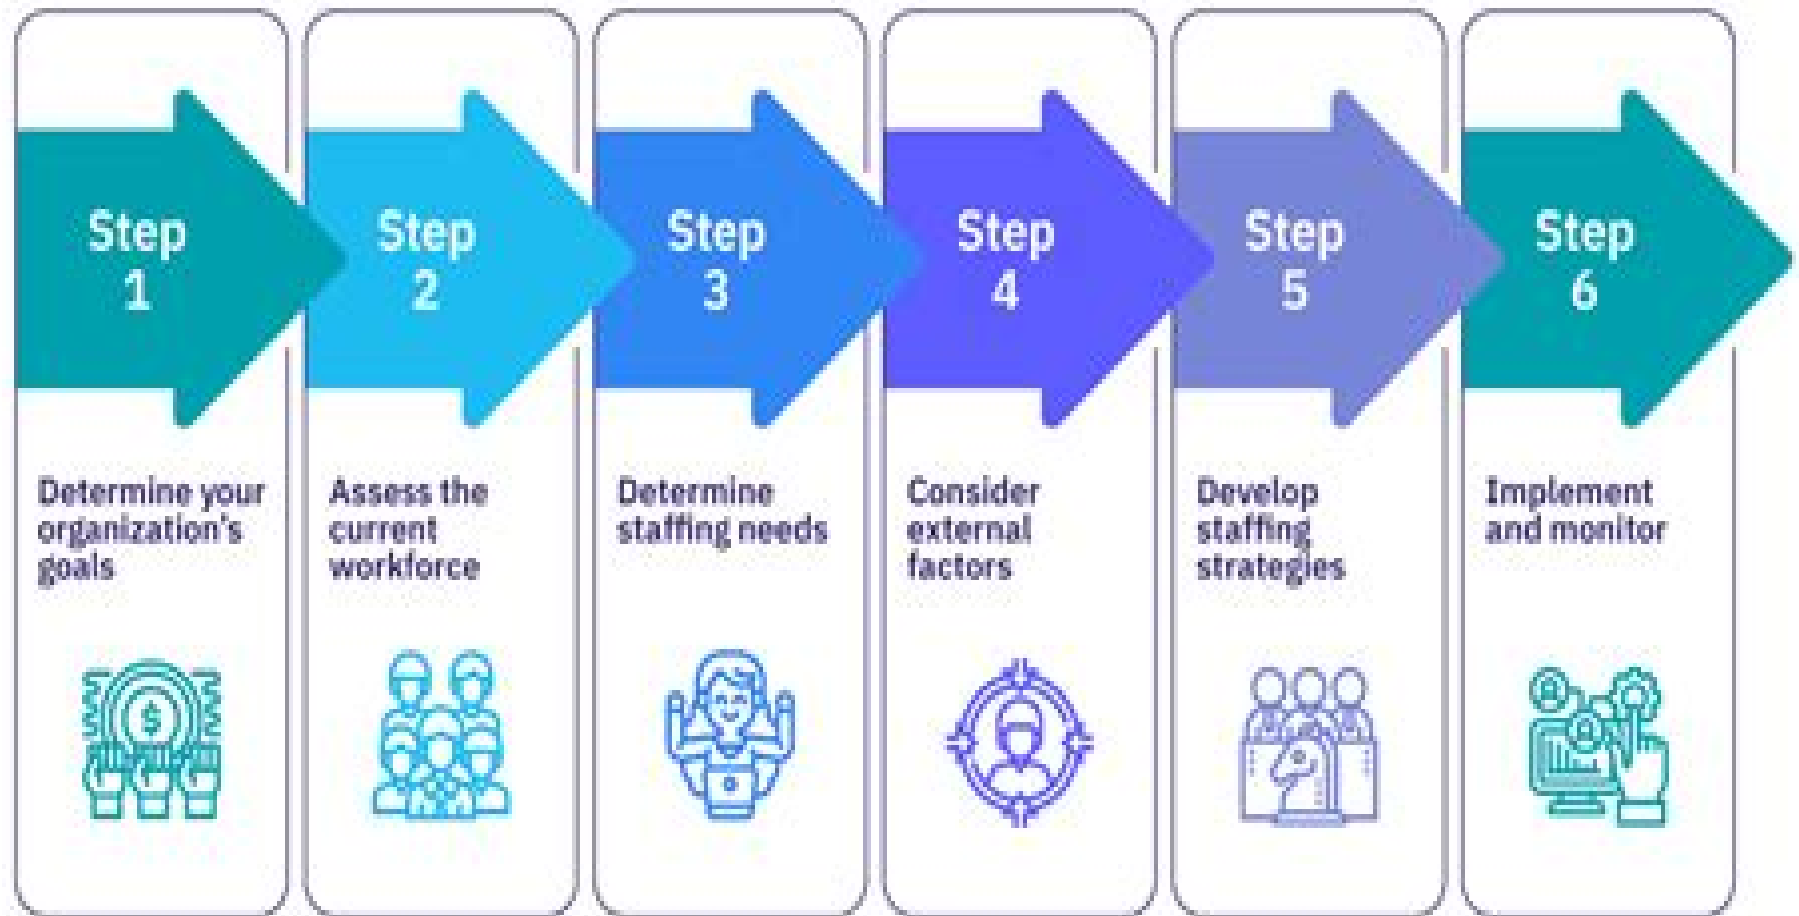 Step
1
Determine your
organization's
goals
Step
2
Assess the
current
workforce
Step
3
Determine
staffing needs
Step
4
Consider
external
factors
Step
5
Develop
staffing
strategies
Step
6
Implement
and monitor
$